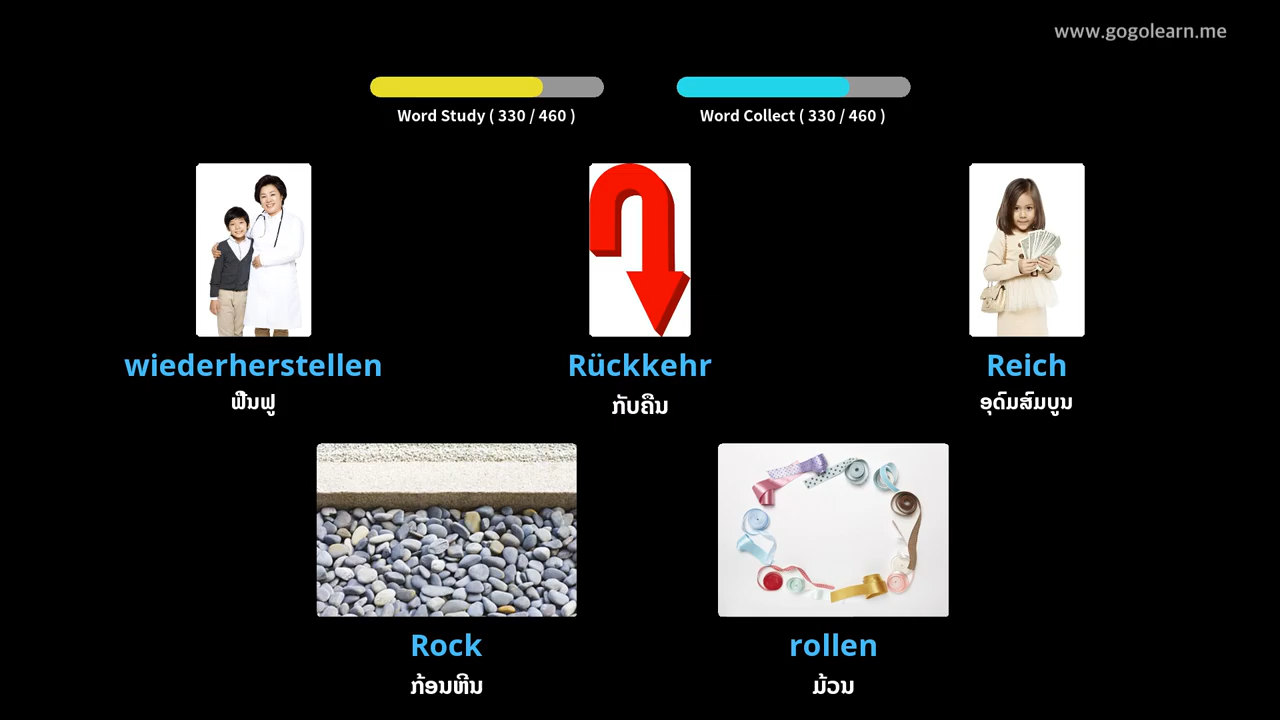 www.gogolearn.me
Word Study ( 330 / 460 )
Word Collect ( 330 / 460 )
wiederherstellen
ຟື້ນຟູ
Rückkehr
ກັບຄືນ
Reich
ອຸດົມສົມບູນ
Rock
ກ້ອນຫີນ
rollen
ມ້ວນ